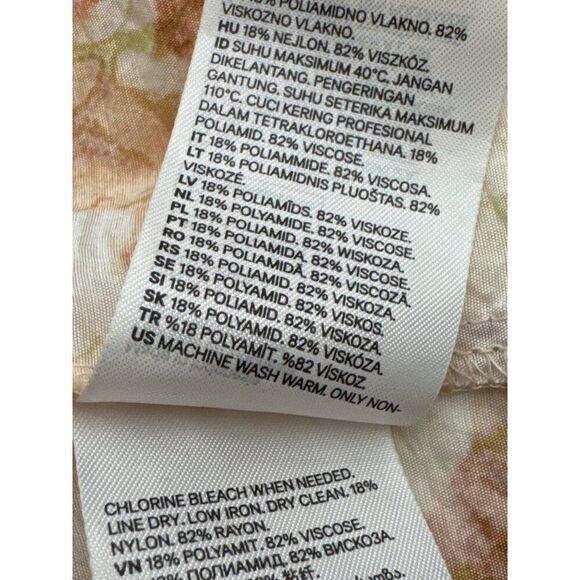 18% POLIAMIDNO VLAKNO. 82%
VISKOZNO VLAKNO.
HU 18% NEJLON. 82% VISZKÓZ.
ID SUHU MAKSIMUM 40°C. JANGAN
DIKELANTANG. PENGERINGAN
GANTUNG. SUHU SETERIKA MAKSIMUM
110°C. CUCI KERING PROFESIONAL
DALAM TETRAKLOROETHANA. 18%
POLIAMID. 82% VISCOSE.
IT 18% POLIAMMIDE. 82% VISCOSA.
LT 18% POLIAMIDNIS PLUOŠTAS. 82%
VISKOZĖ.
LV 18% POLIAMĪDS. 82% VISKOZE.
NL 18% POLYAMIDE. 82% VISCOSE.
PL 18% POLIAMID. 82% WISKOZA.
PT 18% POLIAMIDA. 82% VISCOSE.
RO 18% POLIAMIDĂ. 82% VISCOZĂ.
RS 18% POLIAMID. 82% VISKOZA.
SE 18% POLYAMID. 82% VISKOS.
SI 18% POLIAMID. 82% VISKOZA.
SK 18% POLYAMID. 82% VISKÓZA.
TR %18 POLYAMİT. %82 VİSKOZ.
US MACHINE WASH WARM. ONLY NON-
CHLORINE BLEACH WHEN NEEDED.
LINE DRY. LOW IRON. DRY CLEAN. 18%
NYLON. 82% RAYON.
VN 18% POLYAMIT. 82% VISCOSE.
18% ПОЛИАМИД. 82% ВИСКОЗА.